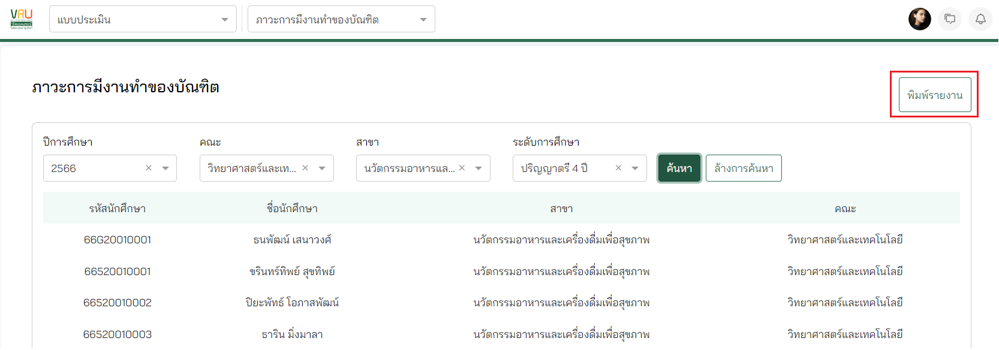 VRU
แบบประเมิน
ภาวะการมีงานทำของบัณฑิต
ภาวะการมีงานทำของบัณฑิต
พิมพ์รายงาน
ปีการศึกษา คณะ สาขา ระดับการศึกษา
2566 วิทยาศาสตร์และเท... นวัตกรรมอาหารและ... ปริญญาตรี 4 ปี ค้นหา ล้างการค้นหา
รหัสนักศึกษา ชื่อนักศึกษา สาขา คณะ
66G20010001 ธนพัฒน์ เสนาวงศ์ นวัตกรรมอาหารและเครื่องดื่มเพื่อสุขภาพ วิทยาศาสตร์และเทคโนโลยี
66520010001 ขรินทร์ทิพย์ สุขทิพย์ นวัตกรรมอาหารและเครื่องดื่มเพื่อสุขภาพ วิทยาศาสตร์และเทคโนโลยี
66520010002 ปิยะพัทธ์ โอภาสพัฒน์ นวัตกรรมอาหารและเครื่องดื่มเพื่อสุขภาพ วิทยาศาสตร์และเทคโนโลยี
66520010003 ธาริน มิ่งมาลา นวัตกรรมอาหารและเครื่องดื่มเพื่อสุขภาพ วิทยาศาสตร์และเทคโนโลยี